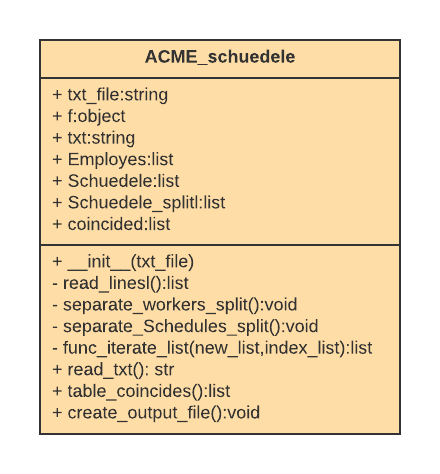 ACME_schuedele
+ txt_file:string
+ f:object
+ txt:string
+ Employes:list
+ Schuedele:list
+ Schuedele_splitl:list
+ coincided:list
+ __init__(txt_file)
- read_linesl():list
- separate_workers_split():void
- separate_Schedules_split():void
- func_iterate_list(new_list,index_list):list
+ read_txt(): str
+ table_coincides():list
+ create_output_file():void